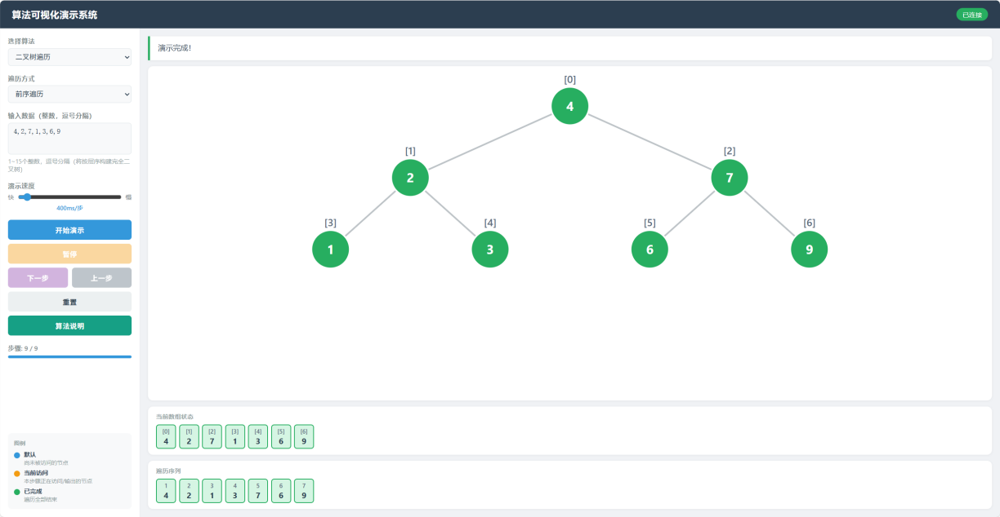 算法可视化演示系统
已连接
选择算法
二叉树遍历
遍历方式
前序遍历
输入数据（整数，逗号分隔）
4, 2, 7, 1, 3, 6, 9
1~15个整数，逗号分隔（将按层序构建完全二
叉树）
演示速度
快 慢
400ms/步
开始演示
暂停
下一步 上一步
重置
算法说明
步骤: 9 / 9
图例
默认
尚未被访问的节点
当前访问
本步骤正在访问/输出的节点
已完成
遍历全部结束
演示完成!
[0]
4
[1] [2]
2 7
[3] [4] [5] [6]
1 3 6 9
当前数组状态
[0] [1] [2] [3] [4] [5] [6]
4 2 7 1 3 6 9
遍历序列
1 2 3 4 5 6 7
4 2 1 3 7 6 9